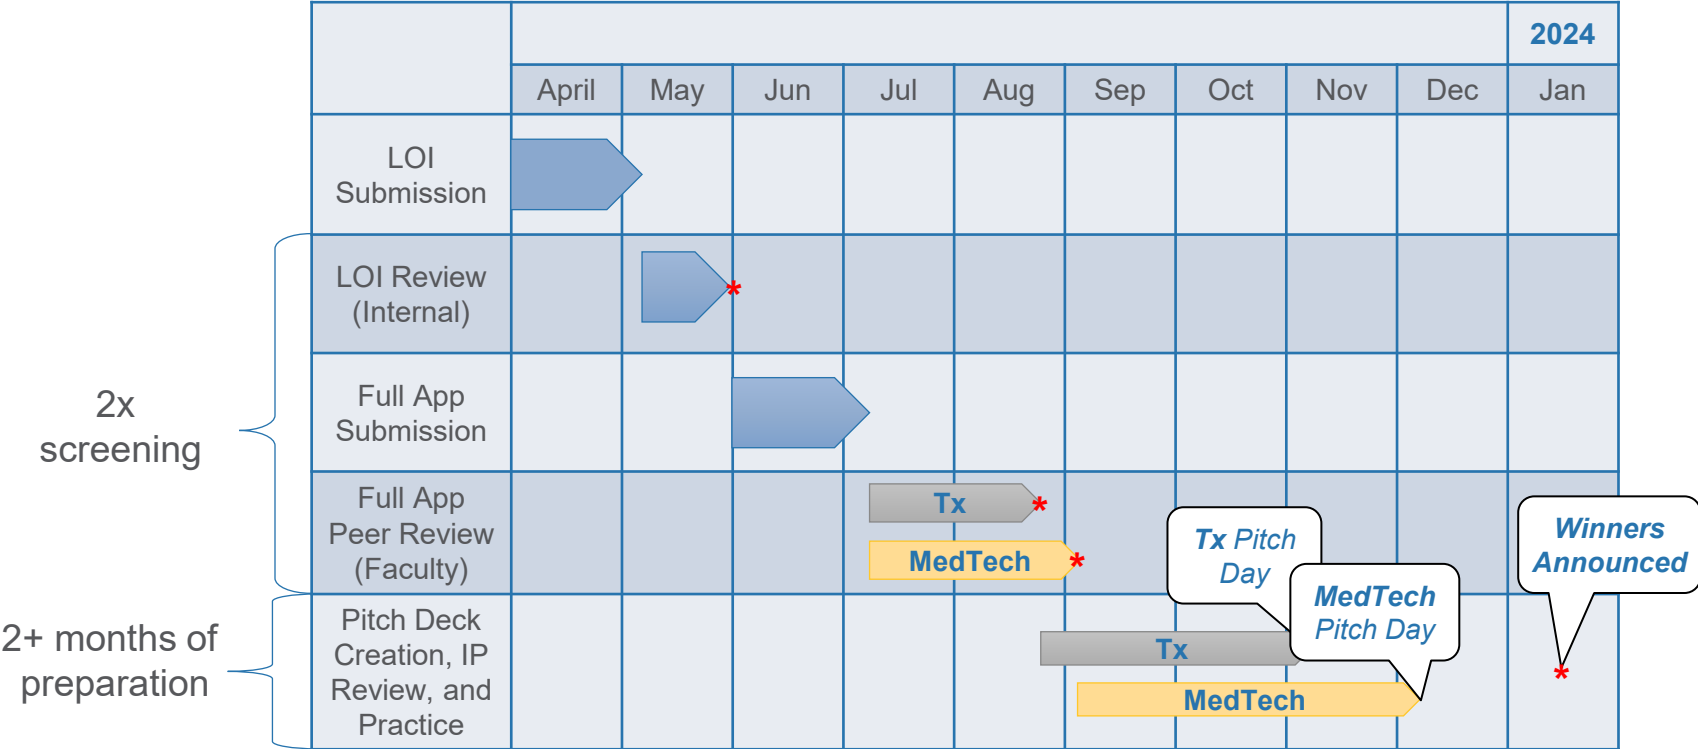 2024
April May Jun Jul Aug Sep Oct Nov Dec Jan
LOI
Submission
LOI Review
(Internal)
*
2x
screening
Full App
Submission
Full App
Peer Review
(Faculty)
Tx
*
MedTech
*
Tx Pitch
Day
MedTech
Pitch Day
Winners
Announced
2+ months of
preparation
Pitch Deck
Creation, IP
Review, and
Practice
Tx
MedTech
*